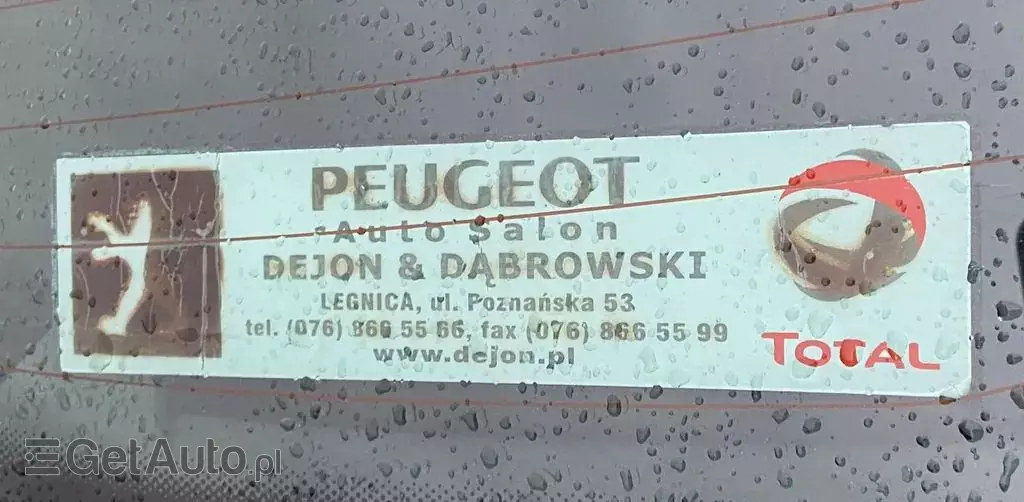 PEUGEOT
Auto Salon
DEJON & DĄBROWSKI
LEGNICA, ul. Poznańska 53
tel. (076) 866 55 66, fax (076) 866 55 99
www.dejon.pl
TOTAL
GetAuto.pl